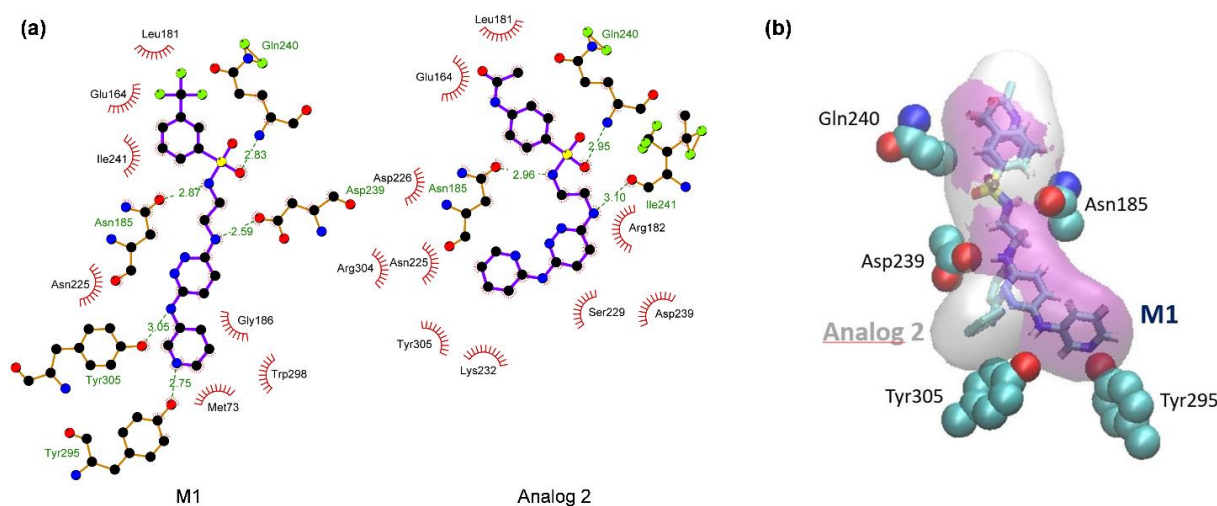 (a)
Leu181
Gln240
Glu164
Ile241
2.83
2.87
Asp239
Asn185
2.59
Asn225
3.05
Gly186
Tyr305
Trp298
2.75
Met73
Tyr295
M1
Leu181
Gln240
Glu164
2.95
2.96
Asp226
Asn185
3.10
Ile241
Arg182
Arg304
Asn225
Ser229
Asp239
Tyr305
Lys232
Analog 2
(b)
Gln240
Asn185
Asp239
M1
Analog 2
Tyr305
Tyr295